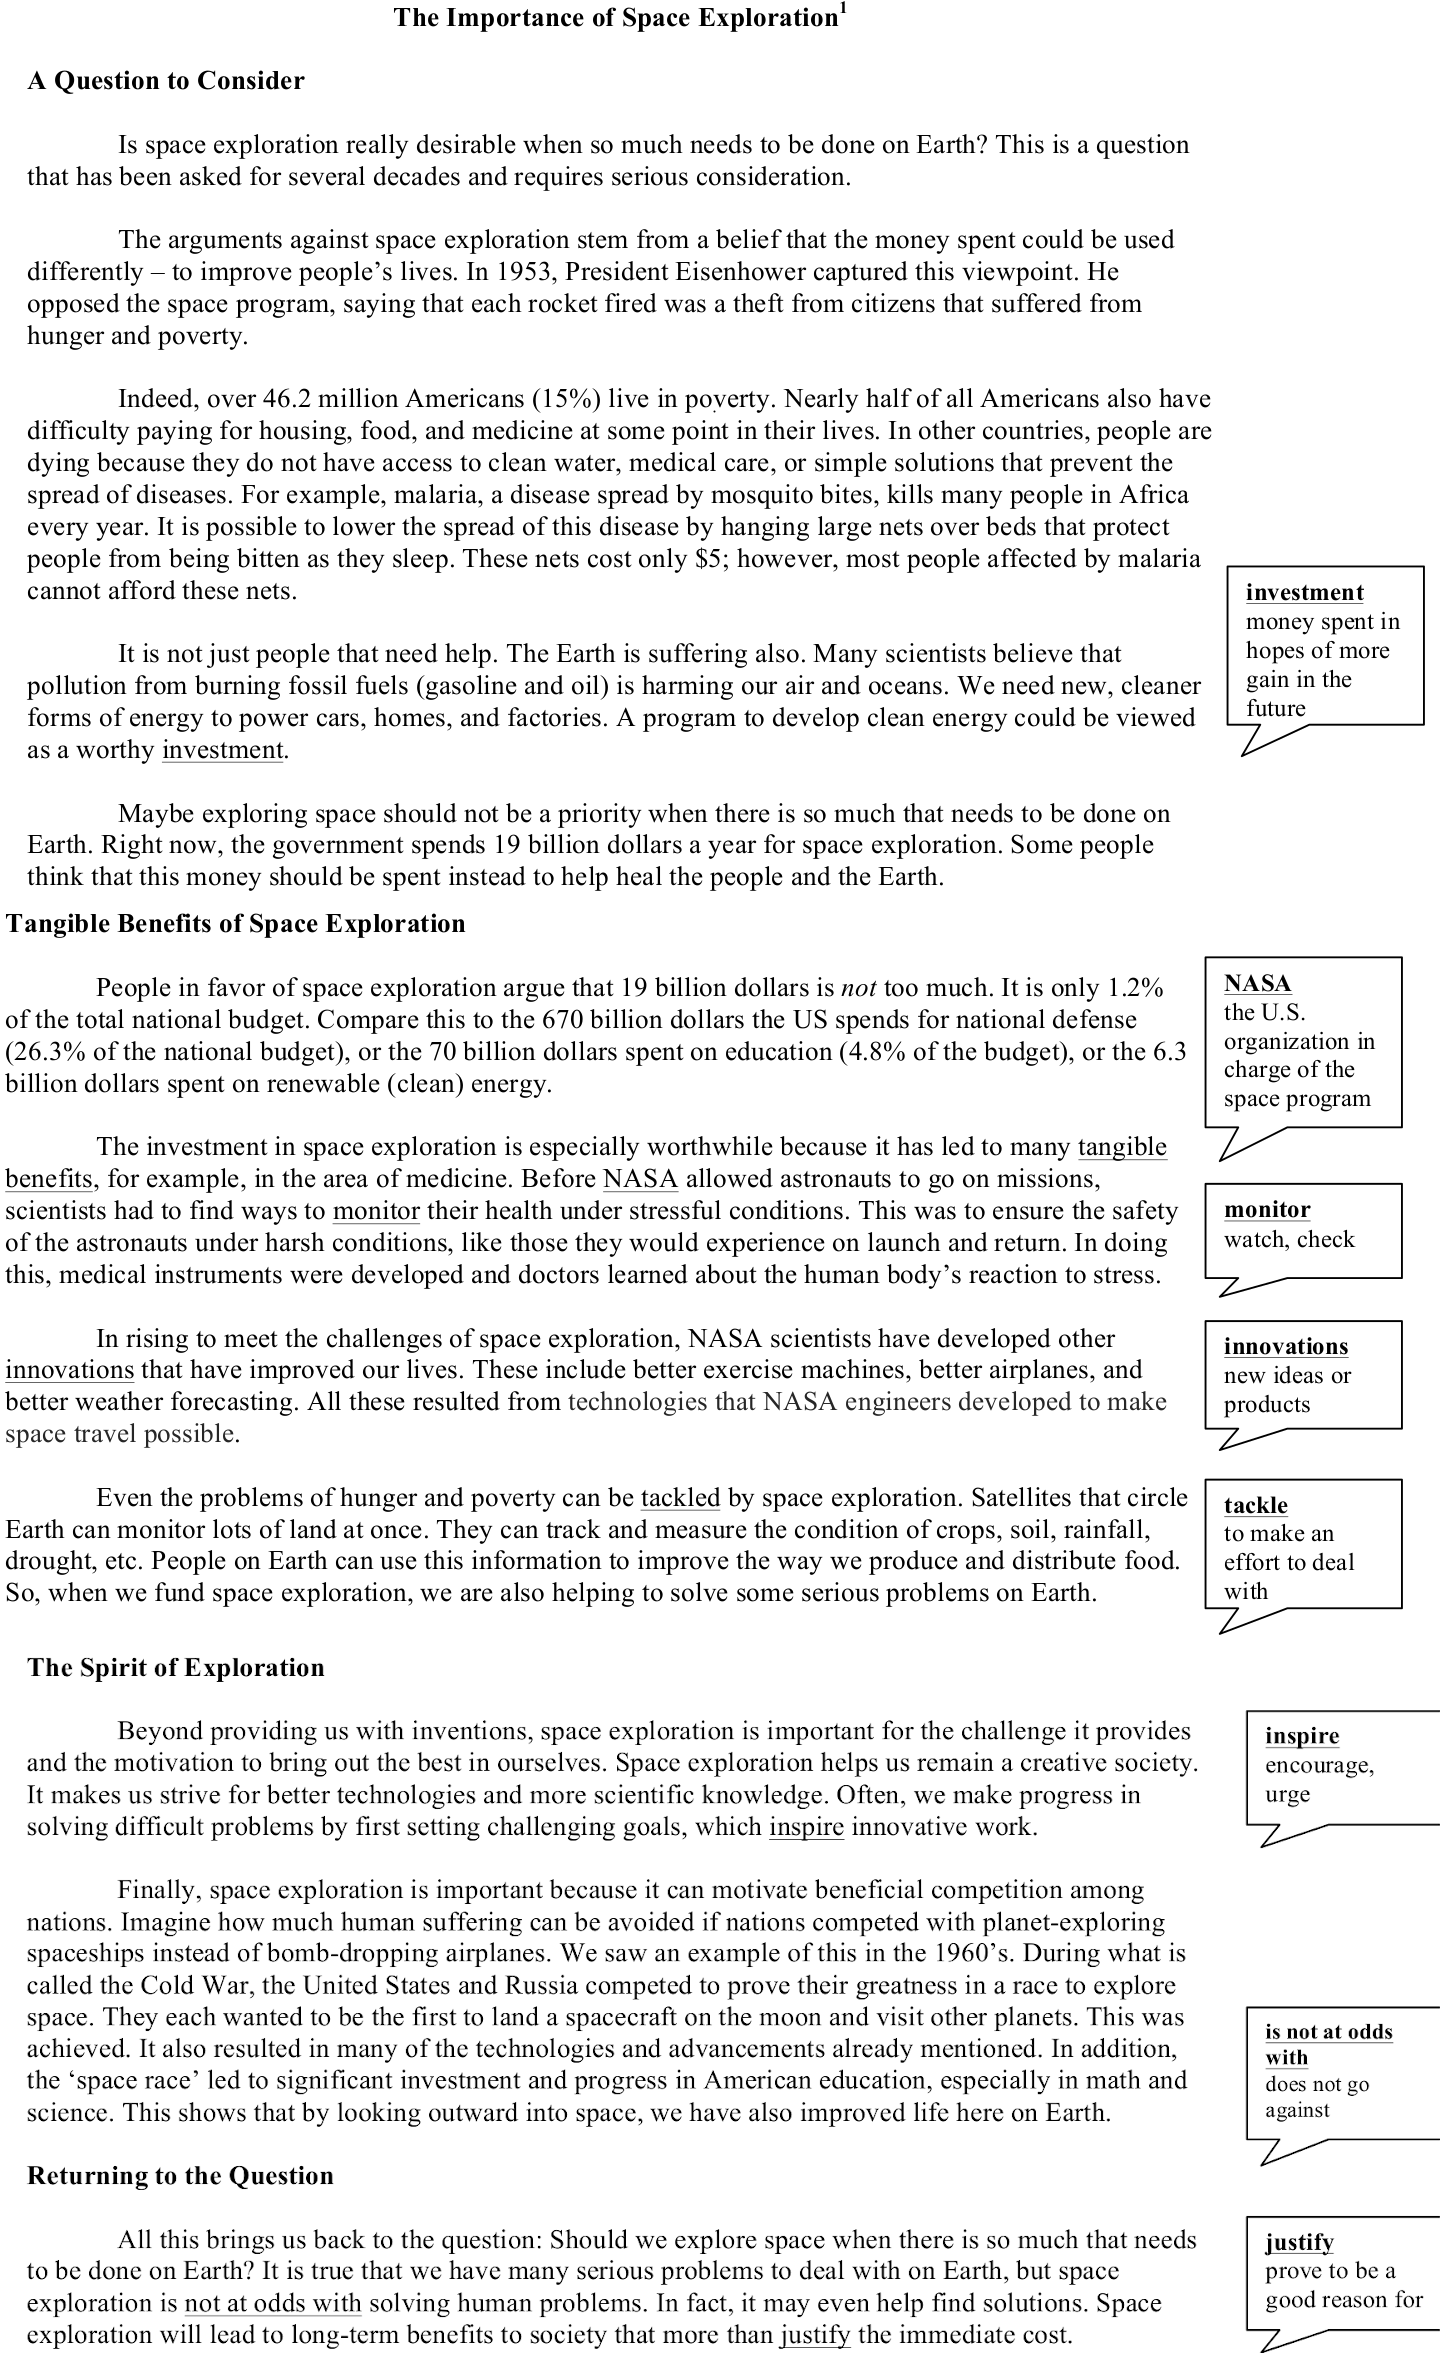 The Importance of Space Exploration1
A Question to Consider
Is space exploration really desirable when so much needs to be done on Earth? This is a question
that has been asked for several decades and requires serious consideration.
The arguments against space exploration stem from a belief that the money spent could be used
differently – to improve people’s lives. In 1953, President Eisenhower captured this viewpoint. He
opposed the space program, saying that each rocket fired was a theft from citizens that suffered from
hunger and poverty.
Indeed, over 46.2 million Americans (15%) live in poverty. Nearly half of all Americans also have
difficulty paying for housing, food, and medicine at some point in their lives. In other countries, people are
dying because they do not have access to clean water, medical care, or simple solutions that prevent the
spread of diseases. For example, malaria, a disease spread by mosquito bites, kills many people in Africa
every year. It is possible to lower the spread of this disease by hanging large nets over beds that protect
people from being bitten as they sleep. These nets cost only $5; however, most people affected by malaria
cannot afford these nets.
It is not just people that need help. The Earth is suffering also. Many scientists believe that
pollution from burning fossil fuels (gasoline and oil) is harming our air and oceans. We need new, cleaner
forms of energy to power cars, homes, and factories. A program to develop clean energy could be viewed
as a worthy investment.
investment
money spent in
hopes of more
gain in the
future
Maybe exploring space should not be a priority when there is so much that needs to be done on
Earth. Right now, the government spends 19 billion dollars a year for space exploration. Some people
think that this money should be spent instead to help heal the people and the Earth.
Tangible Benefits of Space Exploration
People in favor of space exploration argue that 19 billion dollars is not too much. It is only 1.2%
of the total national budget. Compare this to the 670 billion dollars the US spends for national defense
(26.3% of the national budget), or the 70 billion dollars spent on education (4.8% of the budget), or the 6.3
billion dollars spent on renewable (clean) energy.
NASA
the U.S.
organization in
charge of the
space program
The investment in space exploration is especially worthwhile because it has led to many tangible
benefits, for example, in the area of medicine. Before NASA allowed astronauts to go on missions,
scientists had to find ways to monitor their health under stressful conditions. This was to ensure the safety
of the astronauts under harsh conditions, like those they would experience on launch and return. In doing
this, medical instruments were developed and doctors learned about the human body’s reaction to stress.
monitor
watch, check
In rising to meet the challenges of space exploration, NASA scientists have developed other
innovations that have improved our lives. These include better exercise machines, better airplanes, and
better weather forecasting. All these resulted from technologies that NASA engineers developed to make
space travel possible.
innovations
new ideas or
products
Even the problems of hunger and poverty can be tackled by space exploration. Satellites that circle
Earth can monitor lots of land at once. They can track and measure the condition of crops, soil, rainfall,
drought, etc. People on Earth can use this information to improve the way we produce and distribute food.
So, when we fund space exploration, we are also helping to solve some serious problems on Earth.
tackle
to make an
effort to deal
with
The Spirit of Exploration
Beyond providing us with inventions, space exploration is important for the challenge it provides
and the motivation to bring out the best in ourselves. Space exploration helps us remain a creative society.
It makes us strive for better technologies and more scientific knowledge. Often, we make progress in
solving difficult problems by first setting challenging goals, which inspire innovative work.
inspire
encourage,
urge
Finally, space exploration is important because it can motivate beneficial competition among
nations. Imagine how much human suffering can be avoided if nations competed with planet-exploring
spaceships instead of bomb-dropping airplanes. We saw an example of this in the 1960’s. During what is
called the Cold War, the United States and Russia competed to prove their greatness in a race to explore
space. They each wanted to be the first to land a spacecraft on the moon and visit other planets. This was
achieved. It also resulted in many of the technologies and advancements already mentioned. In addition,
the ‘space race’ led to significant investment and progress in American education, especially in math and
science. This shows that by looking outward into space, we have also improved life here on Earth.
is not at odds
with
does not go
against
Returning to the Question
All this brings us back to the question: Should we explore space when there is so much that needs
to be done on Earth? It is true that we have many serious problems to deal with on Earth, but space
exploration is not at odds with solving human problems. In fact, it may even help find solutions. Space
exploration will lead to long-term benefits to society that more than justify the immediate cost.
justify
prove to be a
good reason for